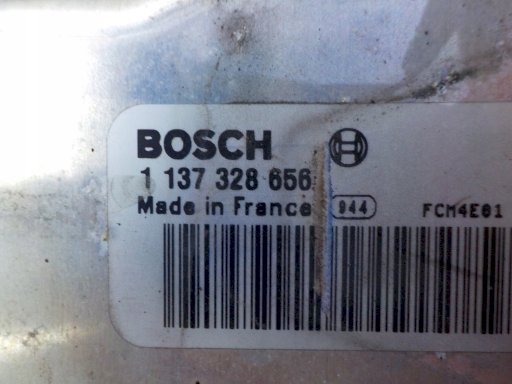 BOSCH
1 137 328 656
Made in France 944 FCM4E01